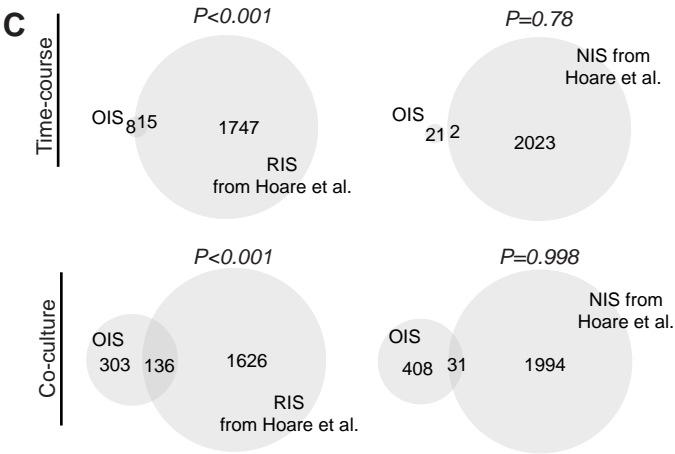 C
Time-course
P<0.001
OIS
8 15
1747
RIS
from Hoare et al.
P=0.78
NIS from
Hoare et al.
OIS
21 2
2023
Co-culture
P<0.001
OIS
303 136 1626
RIS
from Hoare et al.
P=0.998
NIS from
Hoare et al.
OIS
408 31 1994